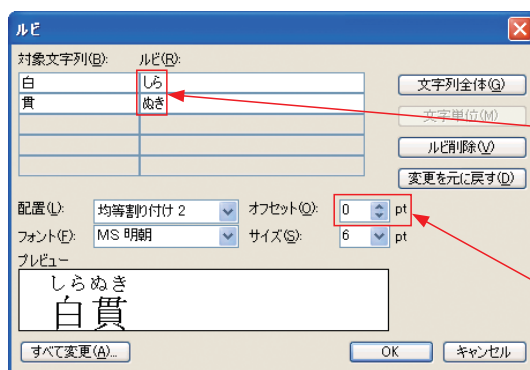 ルビ
対象文字列(B): ルビ(R):
白 しら 文字列全体(G)
貫 ぬき 文字単位(M)
ルビ削除(V)
変更を元に戻す(D)
配置(L): 均等割り付け 2 オフセット(O): 0 pt
フォント(F): MS 明朝 サイズ(S): 6 pt
プレビュー
しらぬき
白貫
すべて変更(A)... OK キャンセル